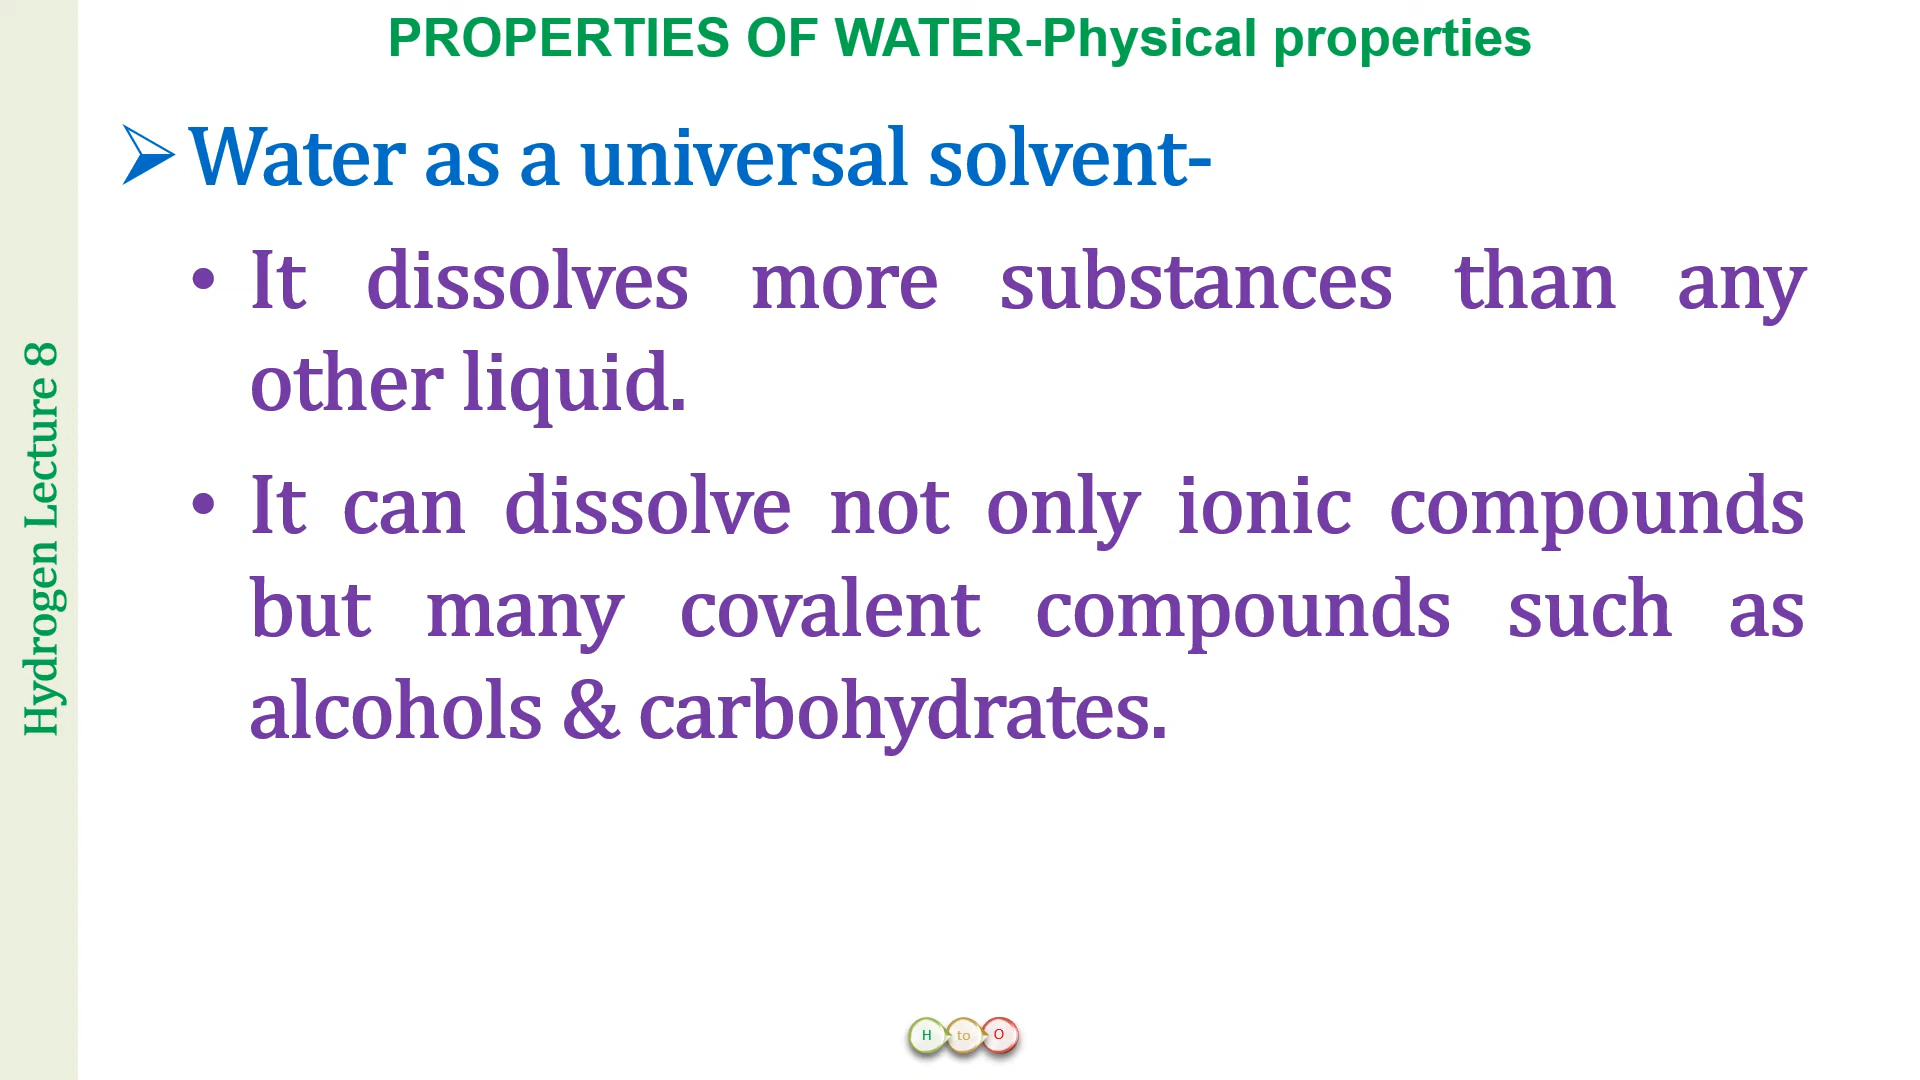 PROPERTIES OF WATER-Physical properties
Hydrogen Lecture 8
Water as a universal solvent-
• It dissolves more substances than any
other liquid.
• It can dissolve not only ionic compounds
but many covalent compounds such as
alcohols & carbohydrates.
H to O